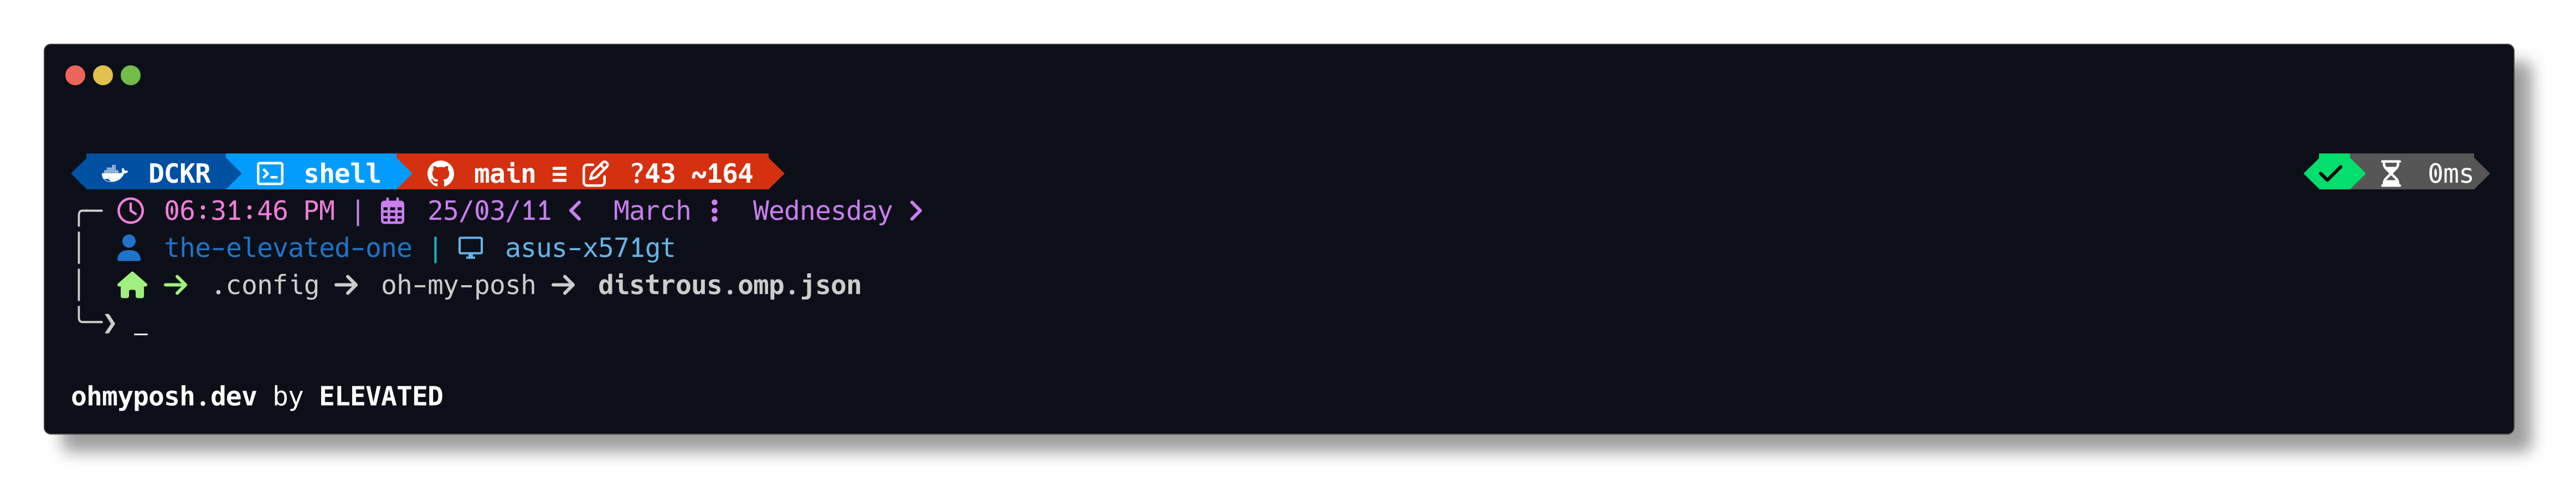 DCKR shell main ≡ ?43 ~164 0ms
06:31:46 PM | 25/03/11 < March ⋮ Wednesday >
the-elevated-one | asus-x571gt
→ .config → oh-my-posh → distrous.omp.json
❯ _
ohmyposh.dev by ELEVATED